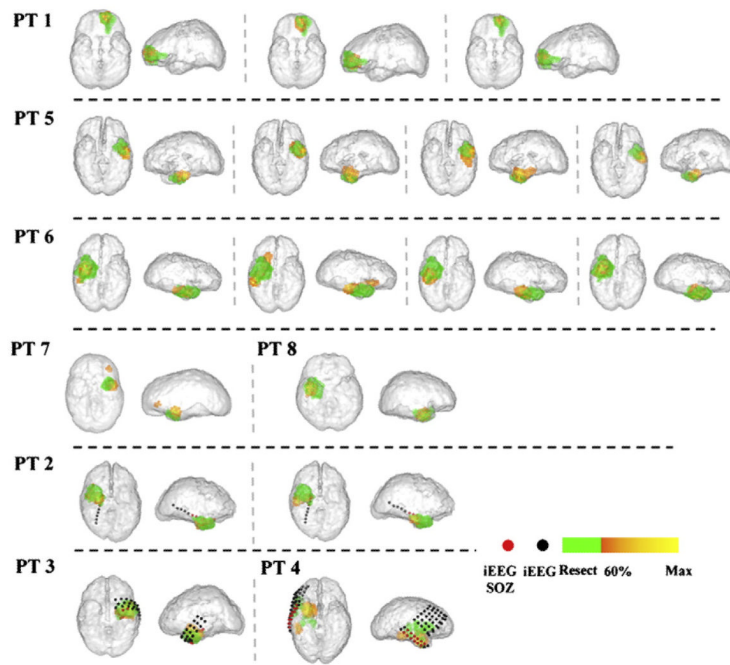 PT 1
PT 5
PT 6
PT 7
PT 8
PT 2
PT 3
PT 4
iEEG SOZ
iEEG
Resect
60%
Max